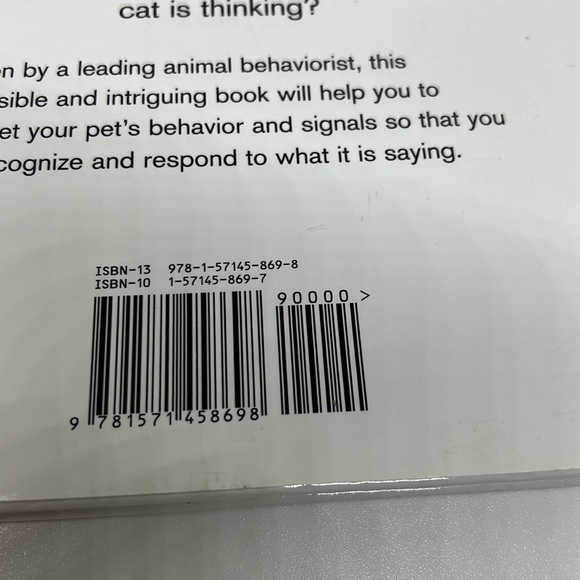 cat is thinking?
en by a leading animal behaviorist, this
sible and intriguing book will help you to
et your pet's behavior and signals so that you
cognize and respond to what it is saying.
ISBN-13 978-1-57145-869-8
ISBN-10 1-57145-869-7
90000>
9 781571 458698